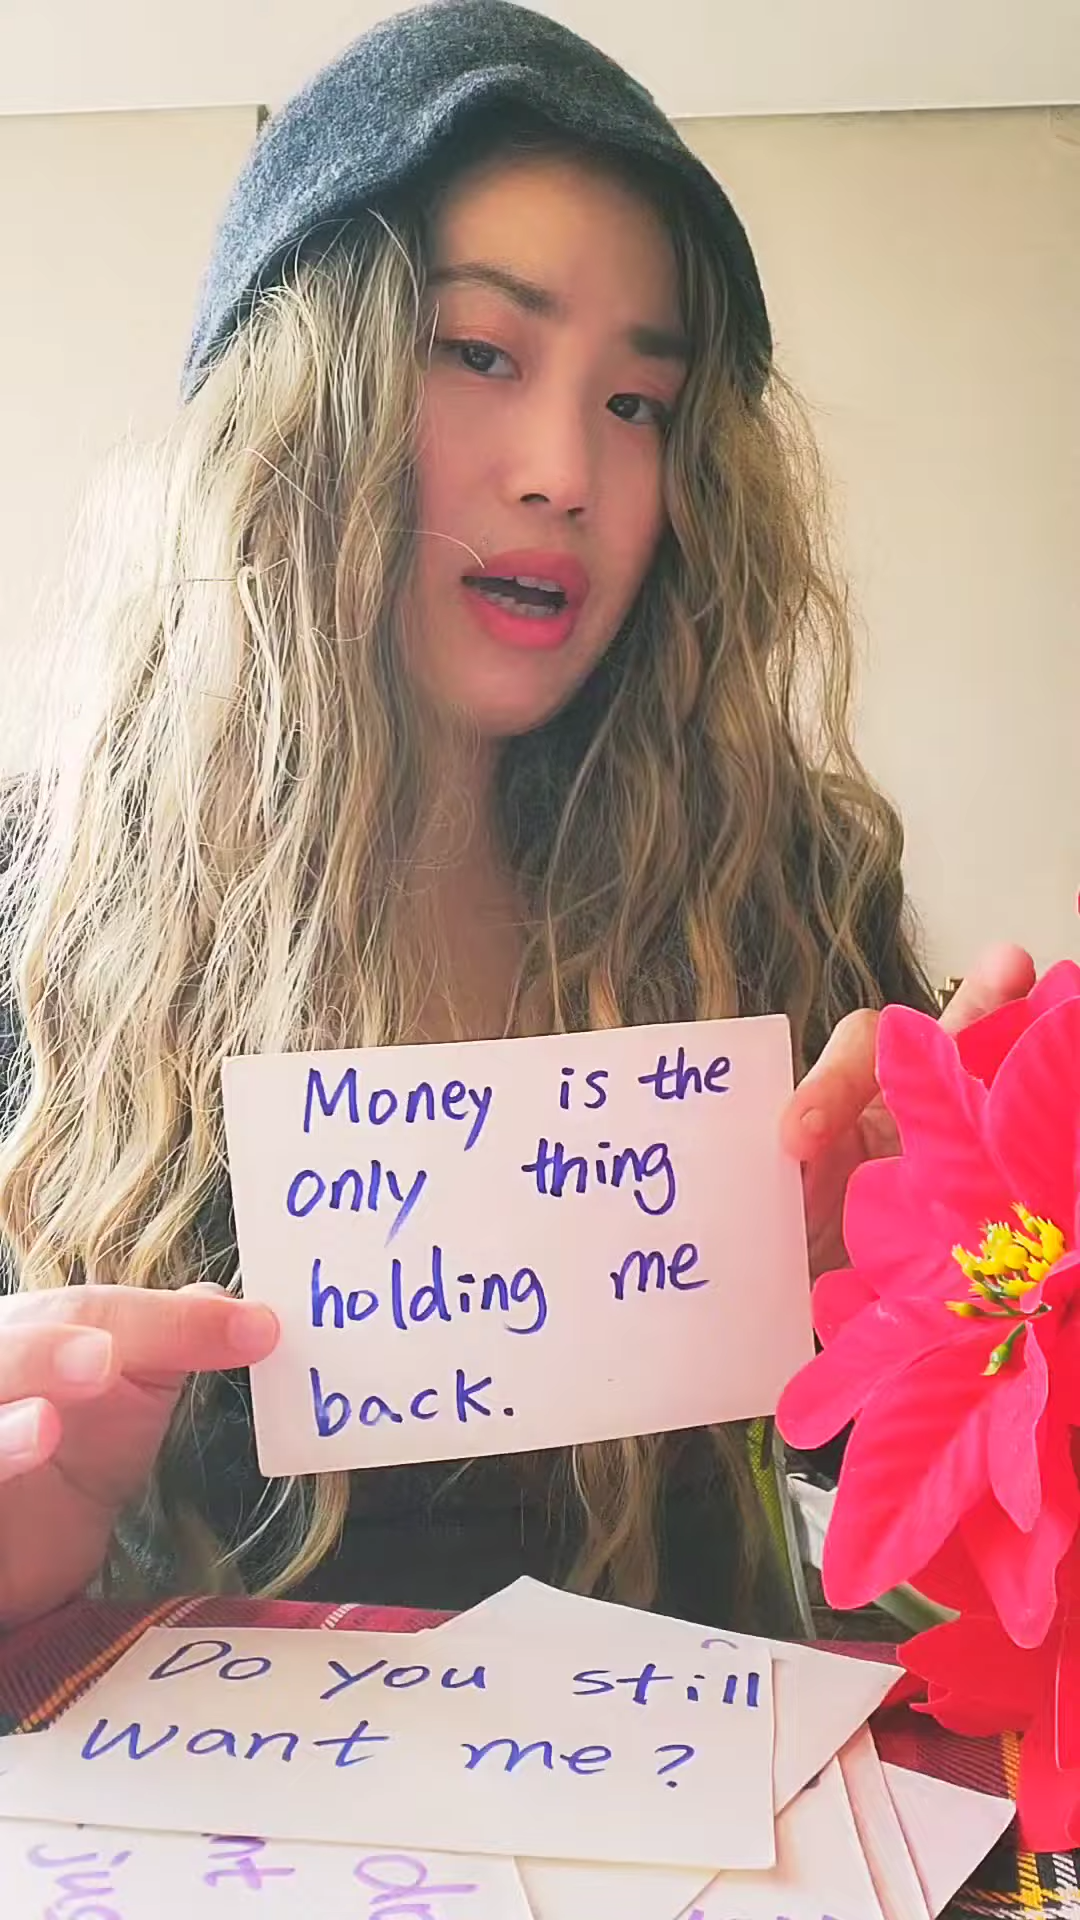 Money is the
only thing
holding me
back.
Do you still
want me?